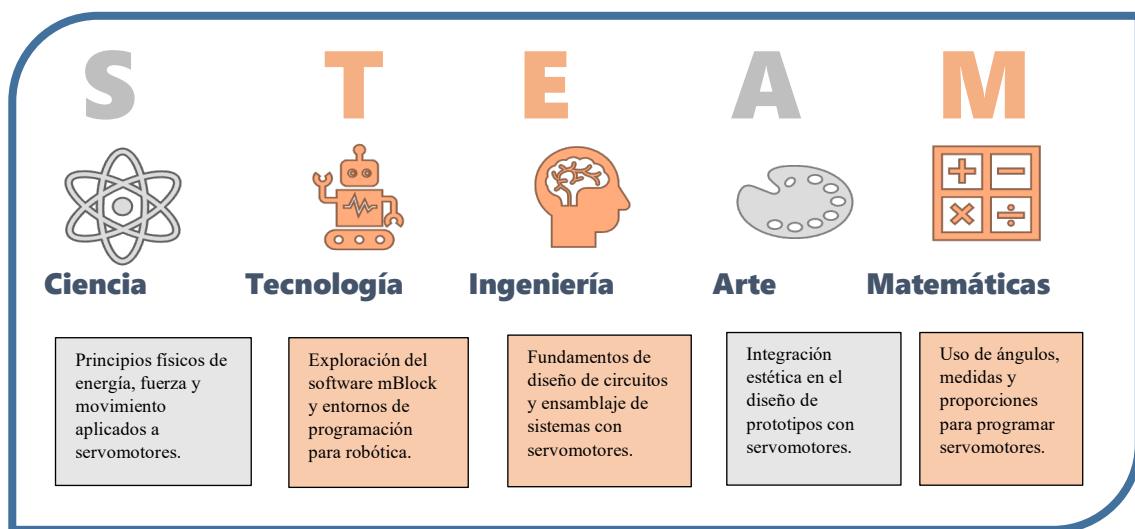 S T E A M
Ciencia Tecnología Ingeniería Arte Matemáticas
Principios físicos de
energía, fuerza y
movimiento
aplicados a
servomotores.
Exploración del
software mBlock
y entornos de
programación
para robótica.
Fundamentos de
diseño de circuitos
y ensamblaje de
sistemas con
servomotores.
Integración
estética en el
diseño de
prototipos con
servomotores.
Uso de ángulos,
medidas y
proporciones
para programar
servomotores.